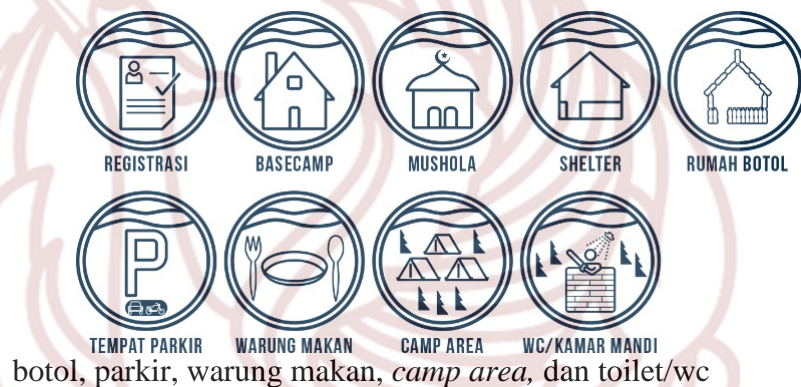 REGISTRASI BASECAMP MUSHOLA SHELTER RUMAH BOTOL
P
TEMPAT PARKIR WARUNG MAKAN CAMP AREA WC/KAMAR MANDI
botol, parkir, warung makan, camp area, dan toilet/wc